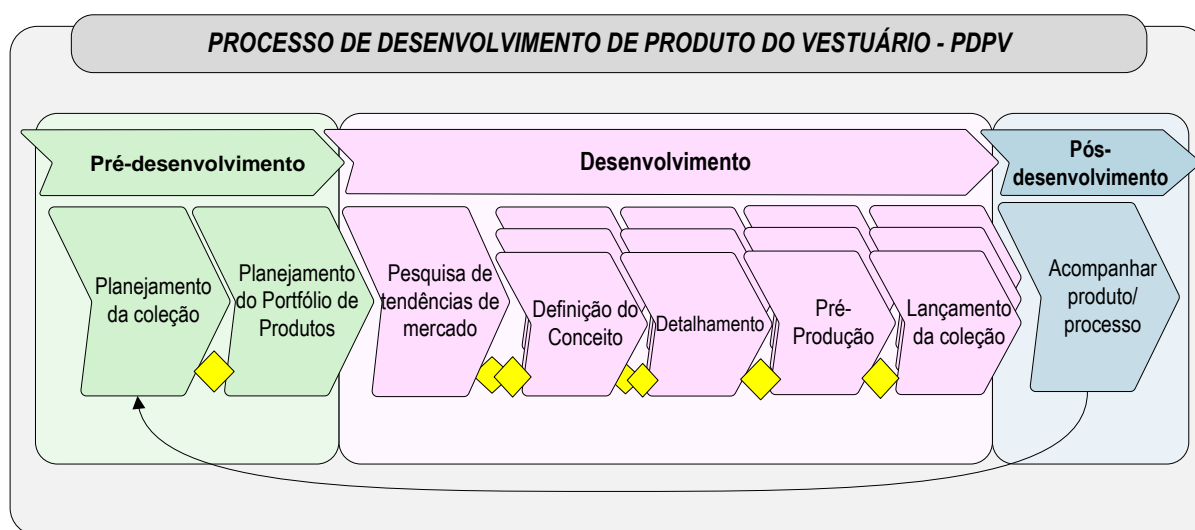 PROCESSO DE DESENVOLVIMENTO DE PRODUTO DO VESTUÁRIO - PDPV
Pré-desenvolvimento
Desenvolvimento
Pós-
desenvolvimento
Planejamento
da coleção
Planejamento
do Portfólio de
Produtos
Pesquisa de
tendências de
mercado
Definição do
Conceito
Detalhamento
Pré-
Produção
Lançamento
da coleção
Acompanhar
produto/
processo